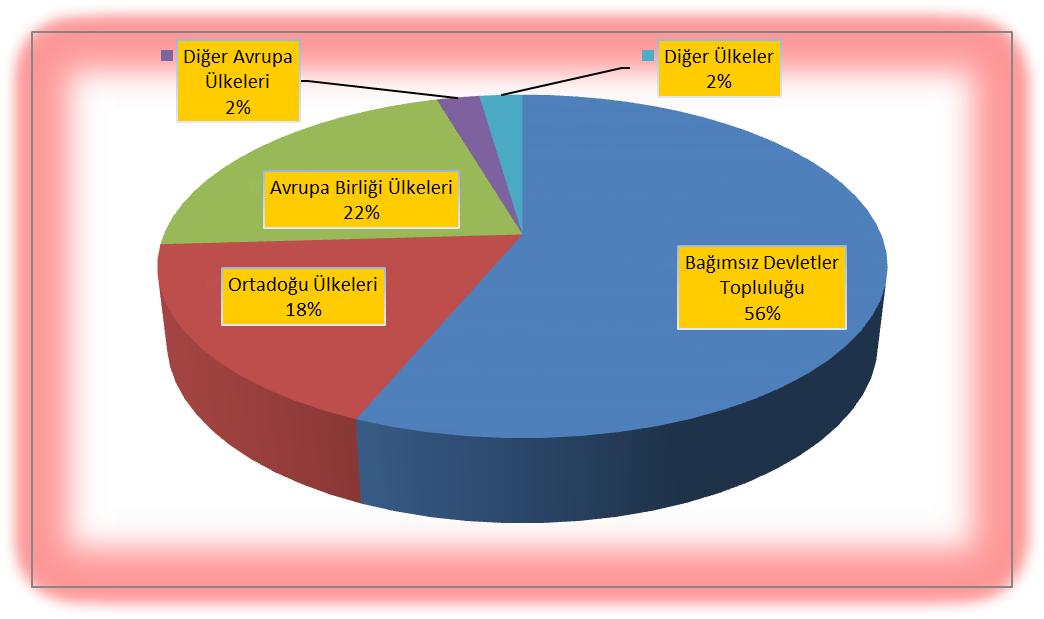 Diğer Avrupa
Ülkeleri
2%
Diğer Ülkeler
2%
Avrupa Birliği Ülkeleri
22%
Bağımsız Devletler
Topluluğu
56%
Ortadoğu Ülkeleri
18%